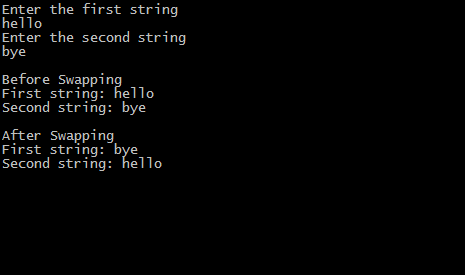 Enter the first string
hello
Enter the second string
bye
Before Swapping
First string: hello
Second string: bye
After Swapping
First string: bye
Second string: hello